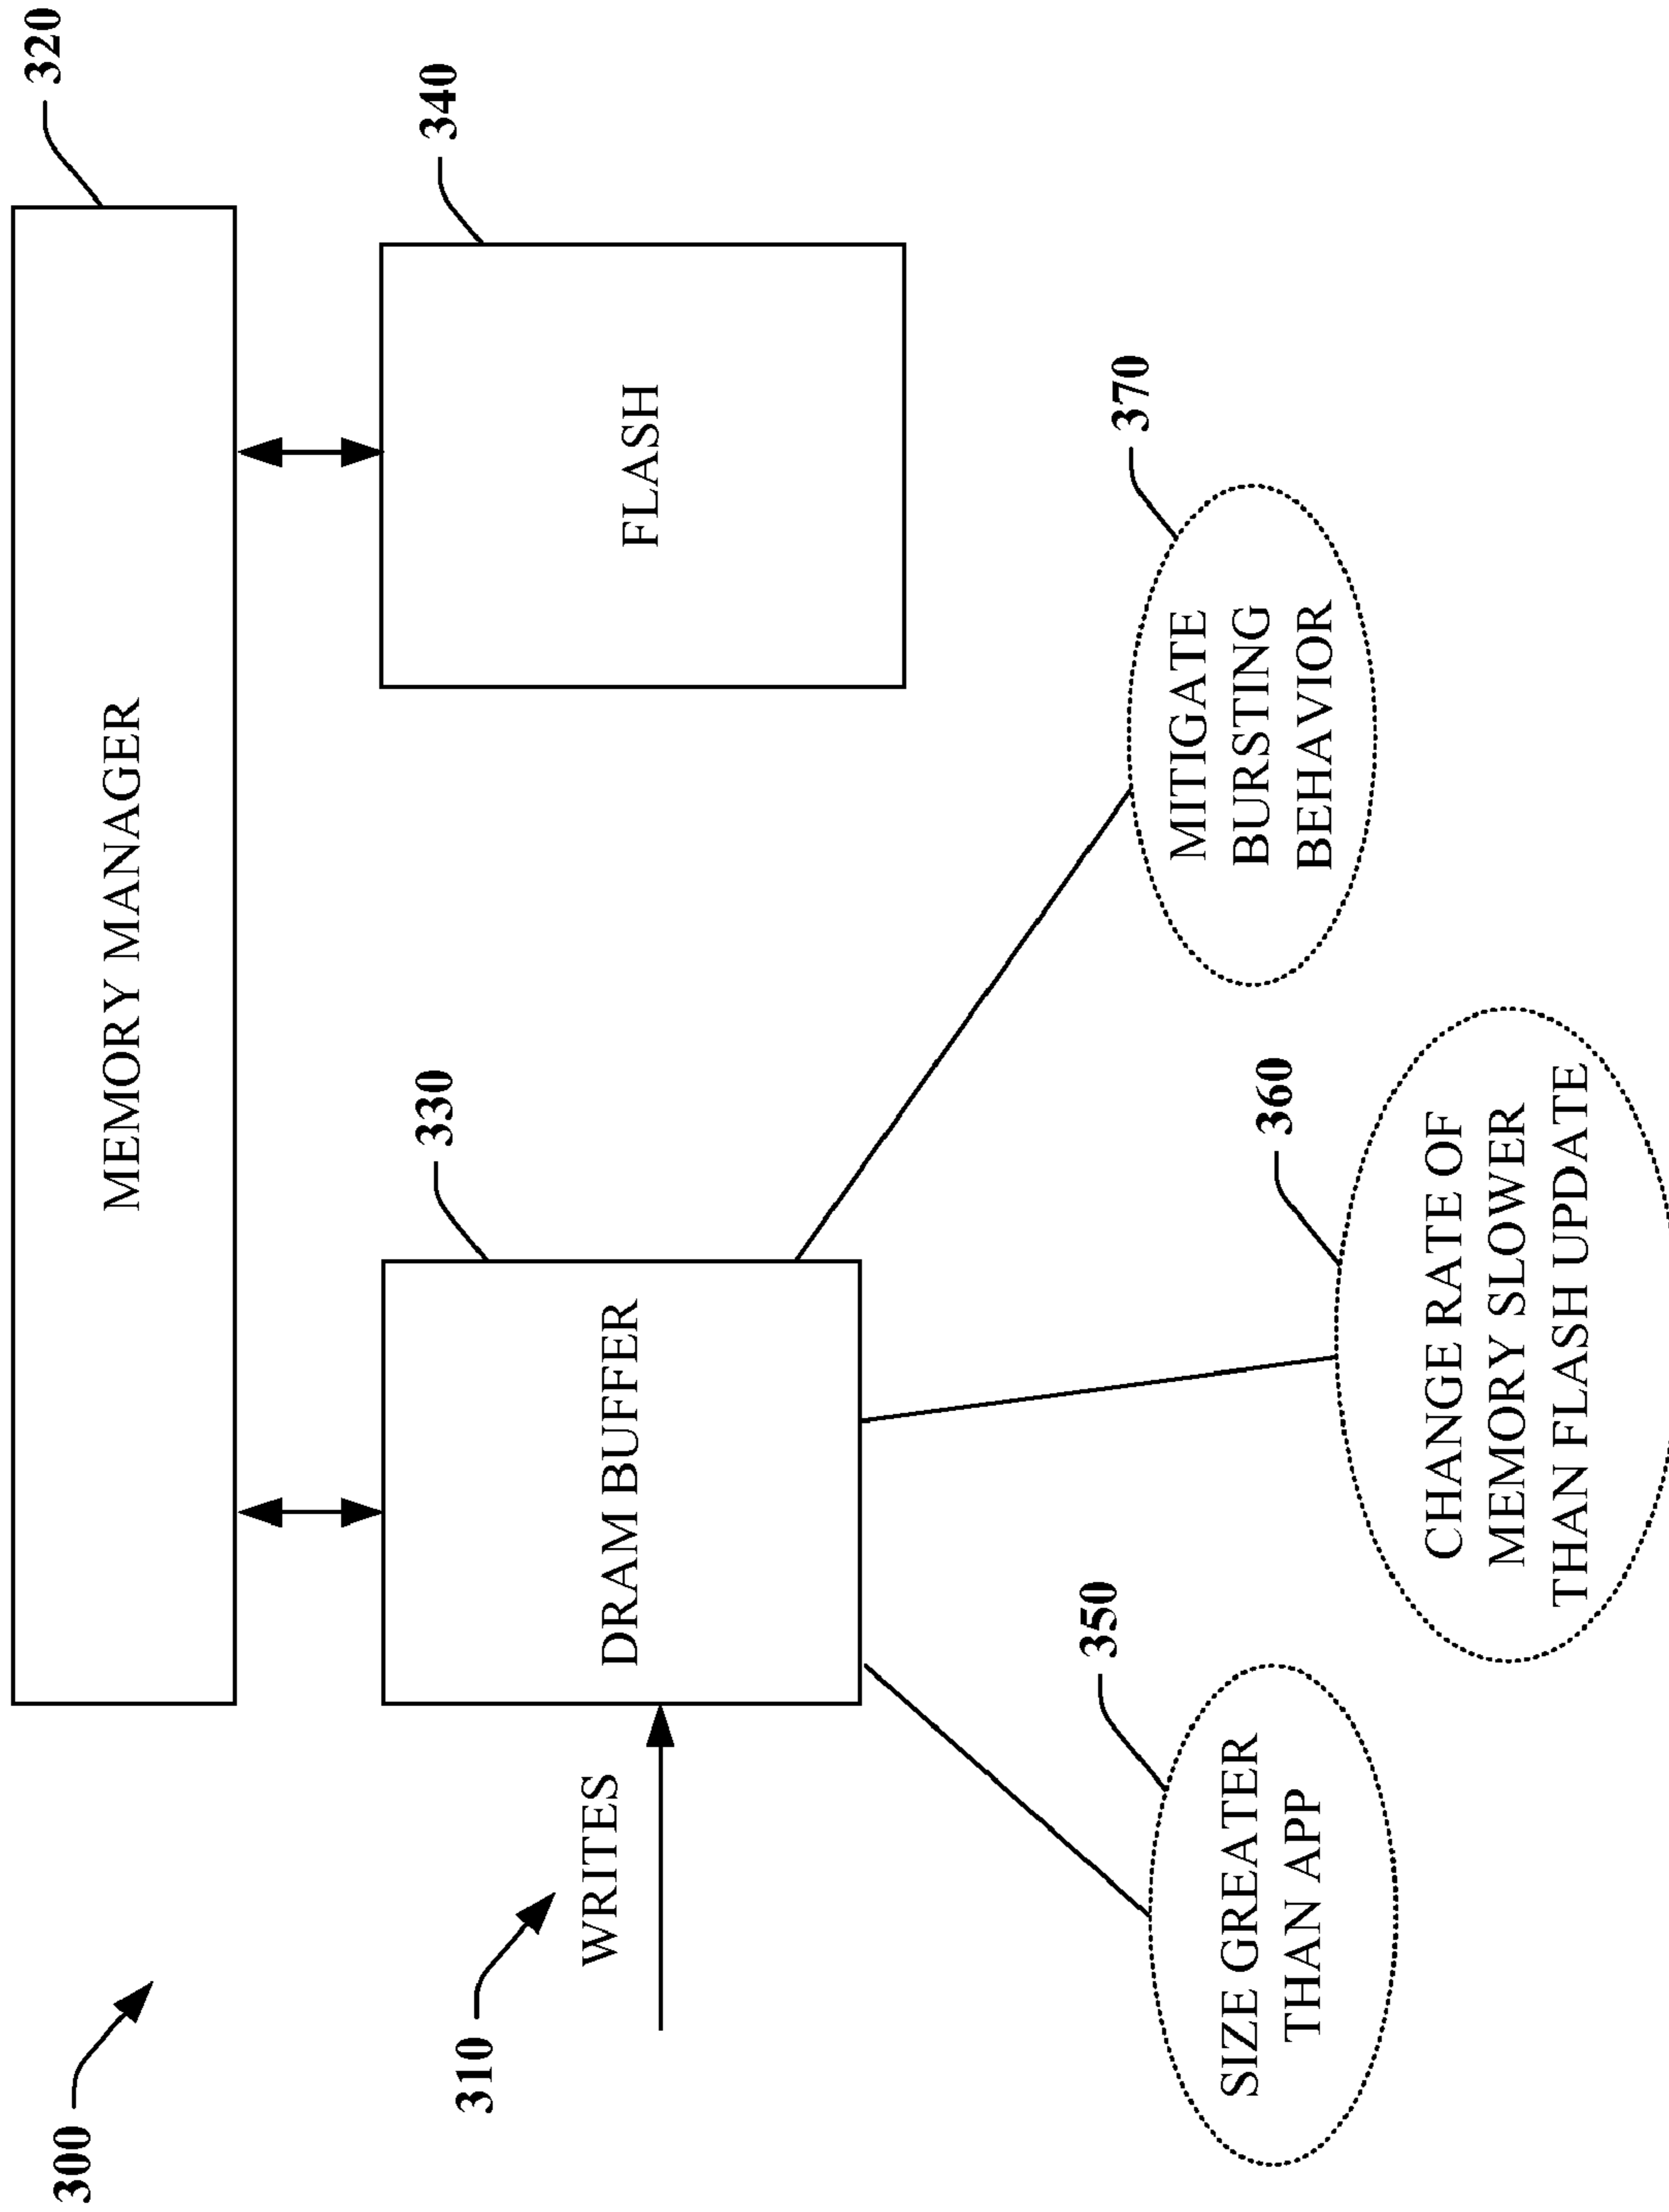 300
320
MEMORY MANAGER
310
WRITES
330
DRAM BUFFER
340
FLASH
350
SIZE GREATER
THAN APP
360
CHANGE RATE OF
MEMORY SLOWER
THAN FLASH UPDATE
370
MITIGATE
BURSTING
BEHAVIOR